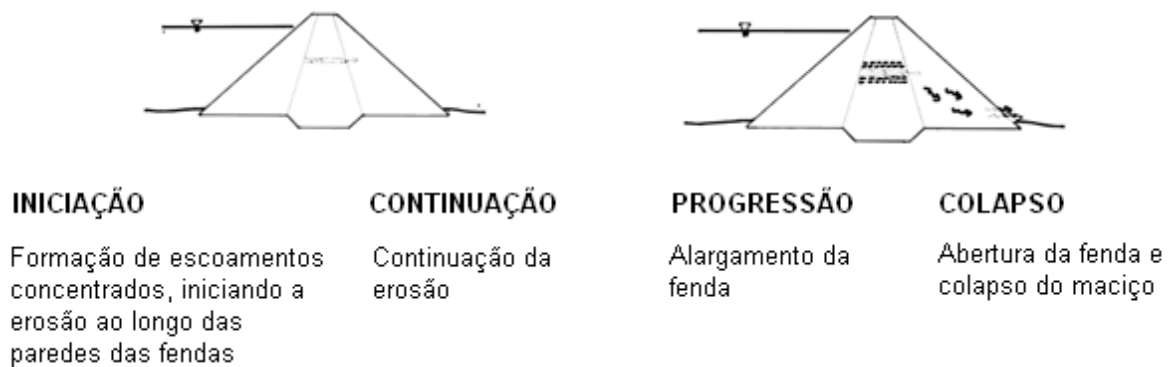 INICIAÇÃO
Formação de escoamentos
concentrados, iniciando a
erosão ao longo das
paredes das fendas
CONTINUAÇÃO
Continuação da
erosão
PROGRESSÃO
Alargamento da
fenda
COLAPSO
Abertura da fenda e
colapso do maciço